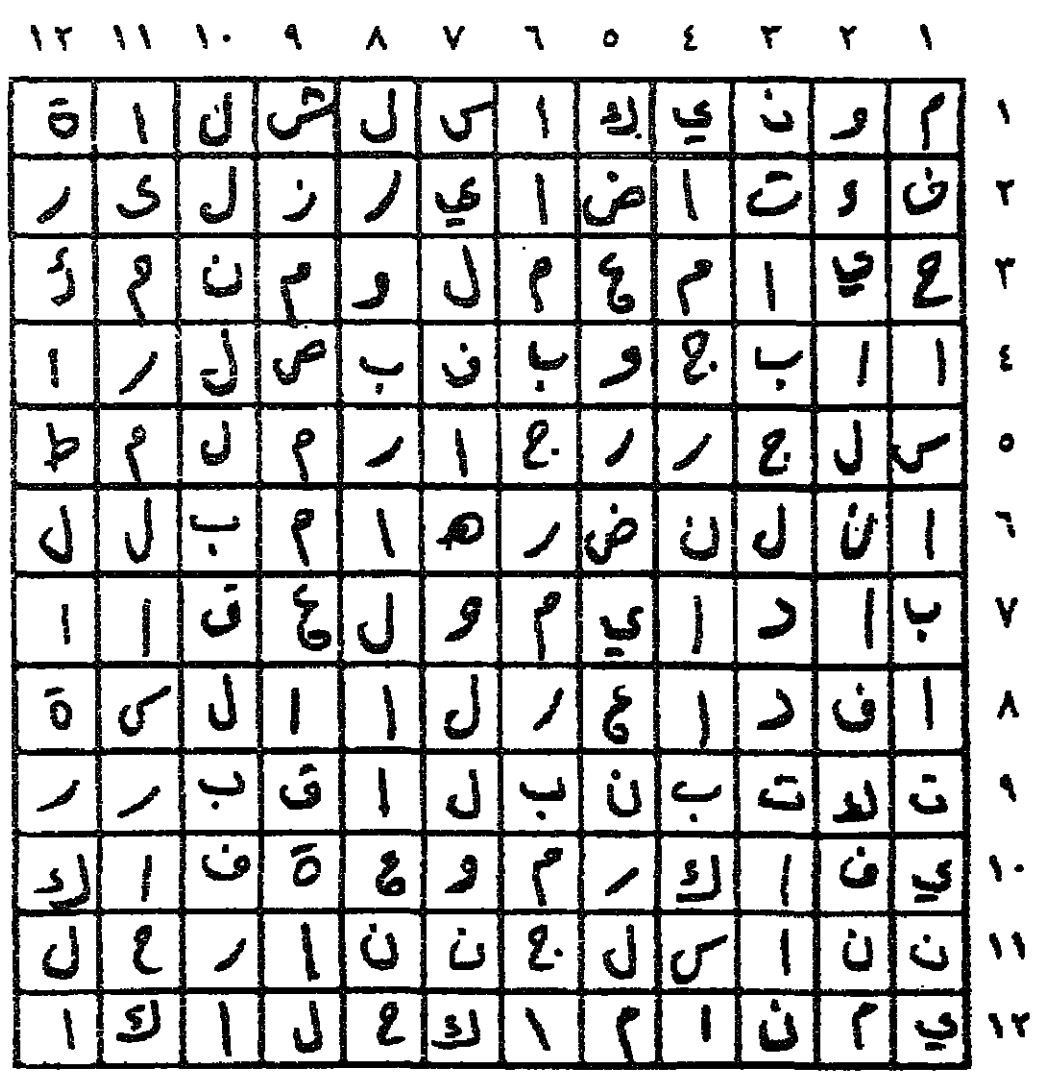 ١ ٢ ٣ ٤ ٥ ٦ ٧ ٨ ٩ ١٠ ١١ ١٢
١ م و ن ي ك ا س ل ش ن ا ة
٢ ن و ت ا ض ا ي ر ز ل ى ر
٣ ح ي ا م ع م ل و م ن م ك
٤ ا ا ب ج و ب ن ب ص ل ر ا
٥ س ل ج ر ر ج ا ر م ل م ط
٦ ا ن ل ن ض ر ه ا م ب ل ل
٧ ب ا د ا ي م و ل ع ف ا ا
٨ ا ف د ا ع ر ل ا ا ل س ة
٩ ت ك ت ب ن ب ل ا ق ب ر ر
١٠ ي ف ا ك ر م و ع ة ف ا ك
١١ ن ن ا س ل ج ن ن ا ر ح ل
١٢ ي م ن ا م ا ك ح ل ا ك ا